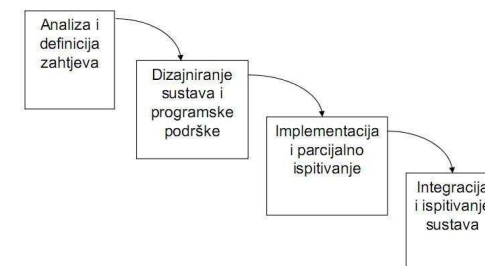 Analiza i
definicija
zahtjeva
Dizajniranje
sustava i
programske
podrške
Implementacija
i parcijalno
ispitivanje
Integracija
i ispitivanje
sustava